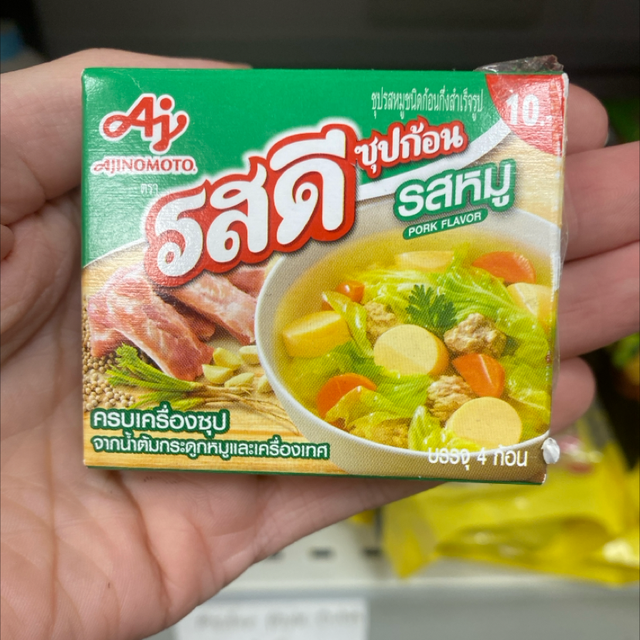 Aj
AJINOMOTO.
ตรา
ซุปรสหมูชนิดก้อนกึ่งสำเร็จรูป
10.-
รสดี
ซุปก้อน
รสหมู
PORK FLAVOR
ครบเครื่องซุป
จากน้ำต้มกระดูกหมูและเครื่องเทศ
บรรจุ 4 ก้อน